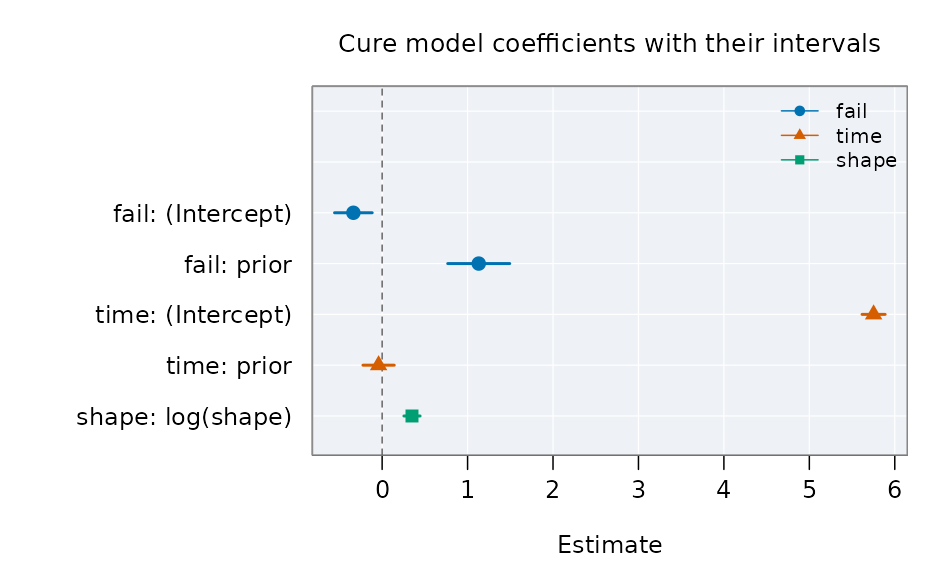 Cure model coefficients with their intervals
fail
time
shape
fail: (Intercept)
fail: prior
time: (Intercept)
time: prior
shape: log(shape)
0 1 2 3 4 5 6
Estimate